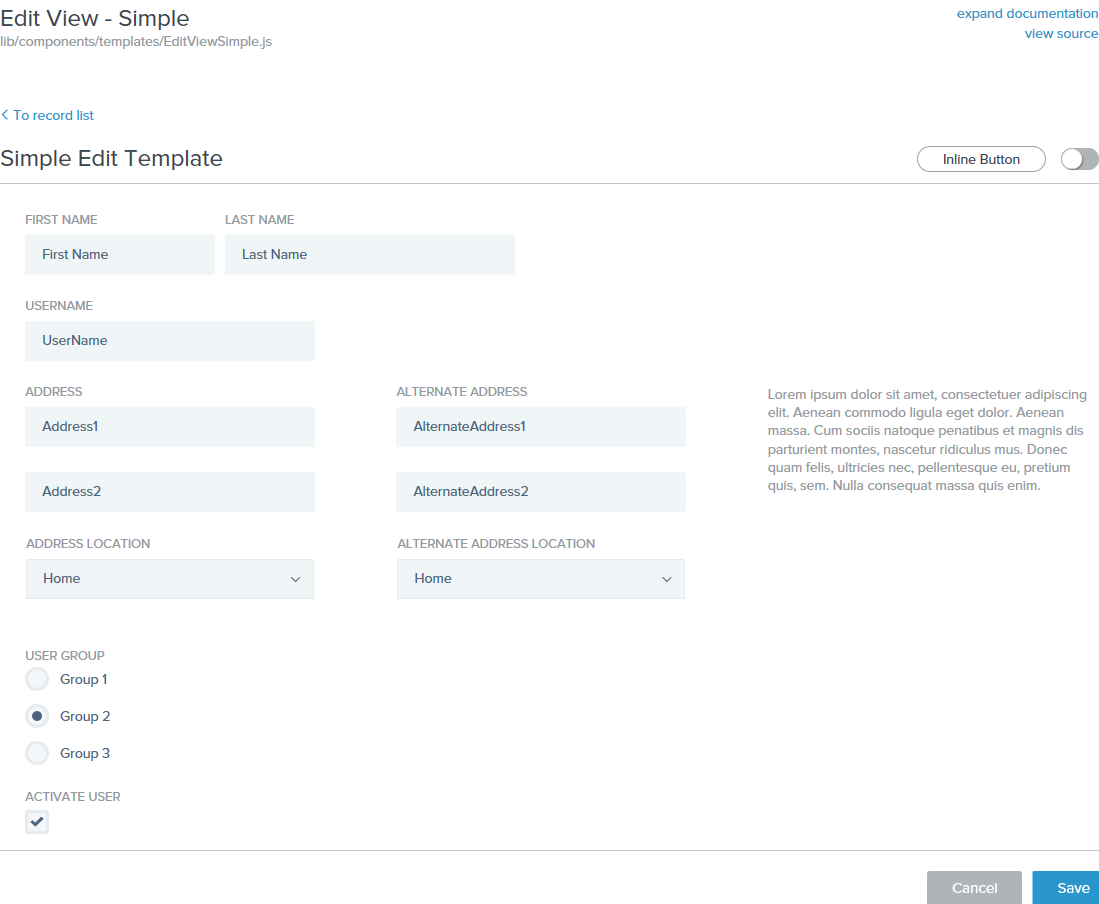 Edit View - Simple
expand documentation
lib/components/templates/EditViewSimple.js
view source
To record list
Simple Edit Template
Inline Button
FIRST NAME
LAST NAME
First Name
Last Name
USERNAME
UserName
ADDRESS
ALTERNATE ADDRESS
Address1
AlternateAddress1
Address2
AlternateAddress2
Lorem ipsum dolor sit amet, consectetuer adipiscing
elit. Aenean commodo ligula eget dolor. Aenean
massa. Cum sociis natoque penatibus et magnis dis
parturient montes, nascetur ridiculus mus. Donec
quam felis, ultricies nec, pellentesque eu, pretium
quis, sem. Nulla consequat massa quis enim.
ADDRESS LOCATION
ALTERNATE ADDRESS LOCATION
Home
Home
USER GROUP
Group 1
Group 2
Group 3
ACTIVATE USER
Cancel
Save